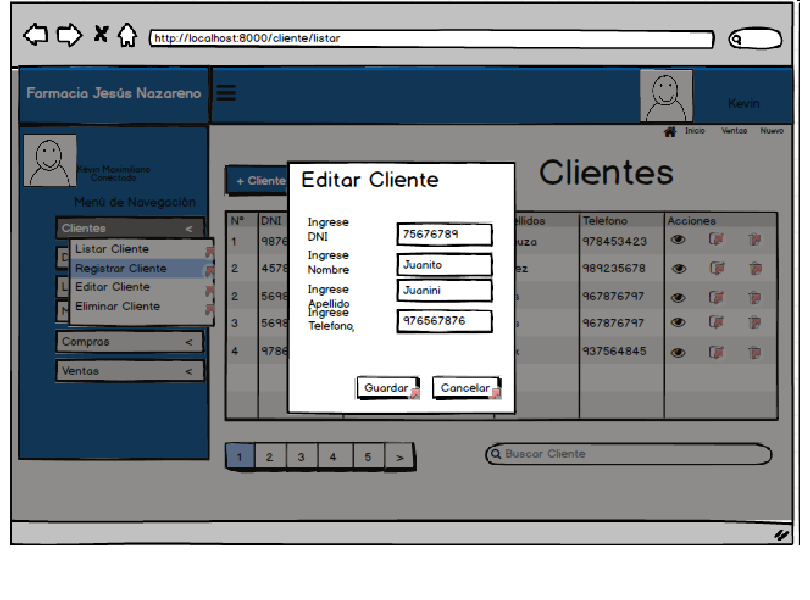 http://localhost:8000/cliente/listar
Farmacia Jesús Nazareno
Kevin
Inicio Ventas Nuevo
Kevin Maximiliano
Conectado
Menú de Navegación
Clientes <
Listar Cliente
Registrar Cliente
Editar Cliente
Eliminar Cliente
Compras <
Ventas <
+ Cliente
Clientes
N° DNI llidos Telefono Acciones
1 9876 uza 978453423
2 4578 ez 989235678
2 5698 967876797
3 5698 967876797
4 9786 937564845
Editar Cliente
Ingrese
DNI
75676789
Ingrese
Nombre
Juanito
Ingrese
Apellido
Juanini
Ingrese
Telefono,
976567876
Guardar
Cancelar
1 2 3 4 5 >
Buscar Cliente